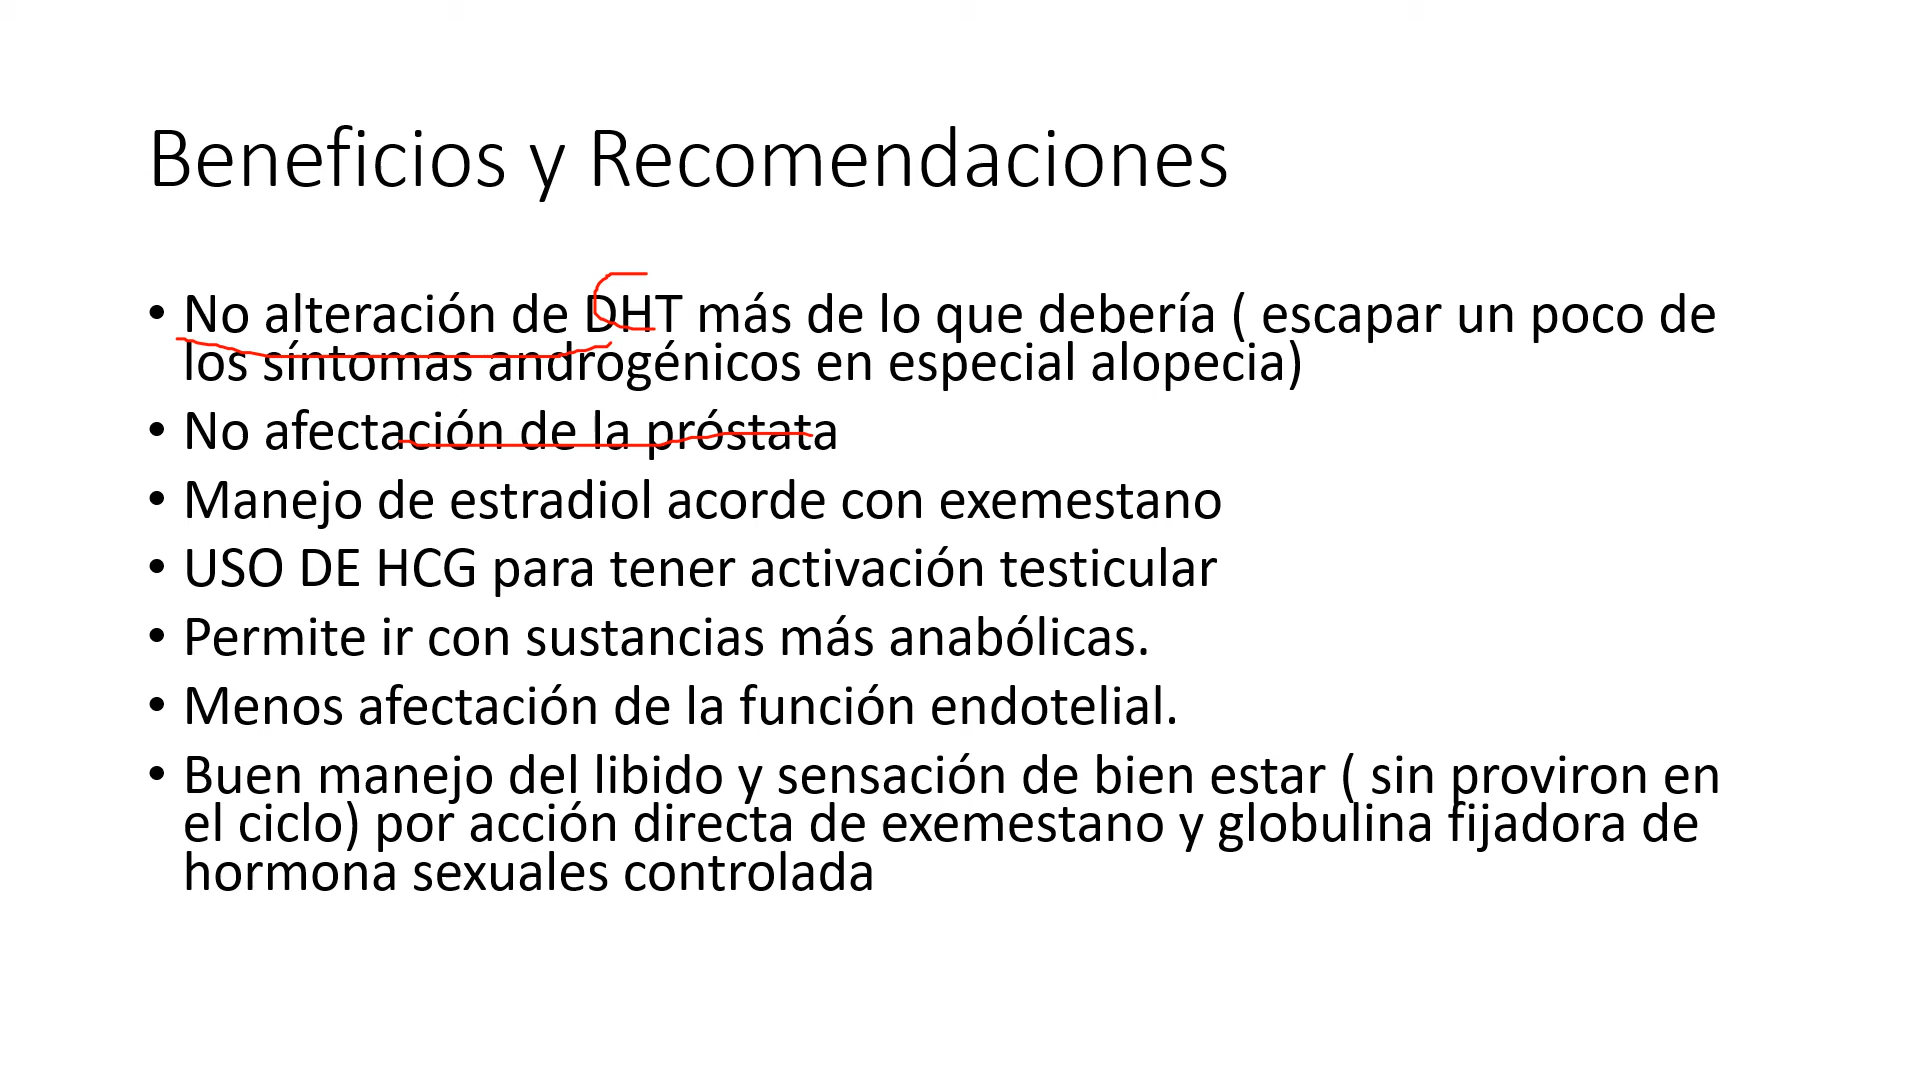 Beneficios y Recomendaciones
• No alteración de DHT más de lo que debería ( escapar un poco de
los síntomas androgénicos en especial alopecia)
• No afectación de la próstata
• Manejo de estradiol acorde con exemestano
• USO DE HCG para tener activación testicular
• Permite ir con sustancias más anabólicas.
• Menos afectación de la función endotelial.
• Buen manejo del libido y sensación de bien estar ( sin proviron en
el ciclo) por acción directa de exemestano y globulina fijadora de
hormona sexuales controlada